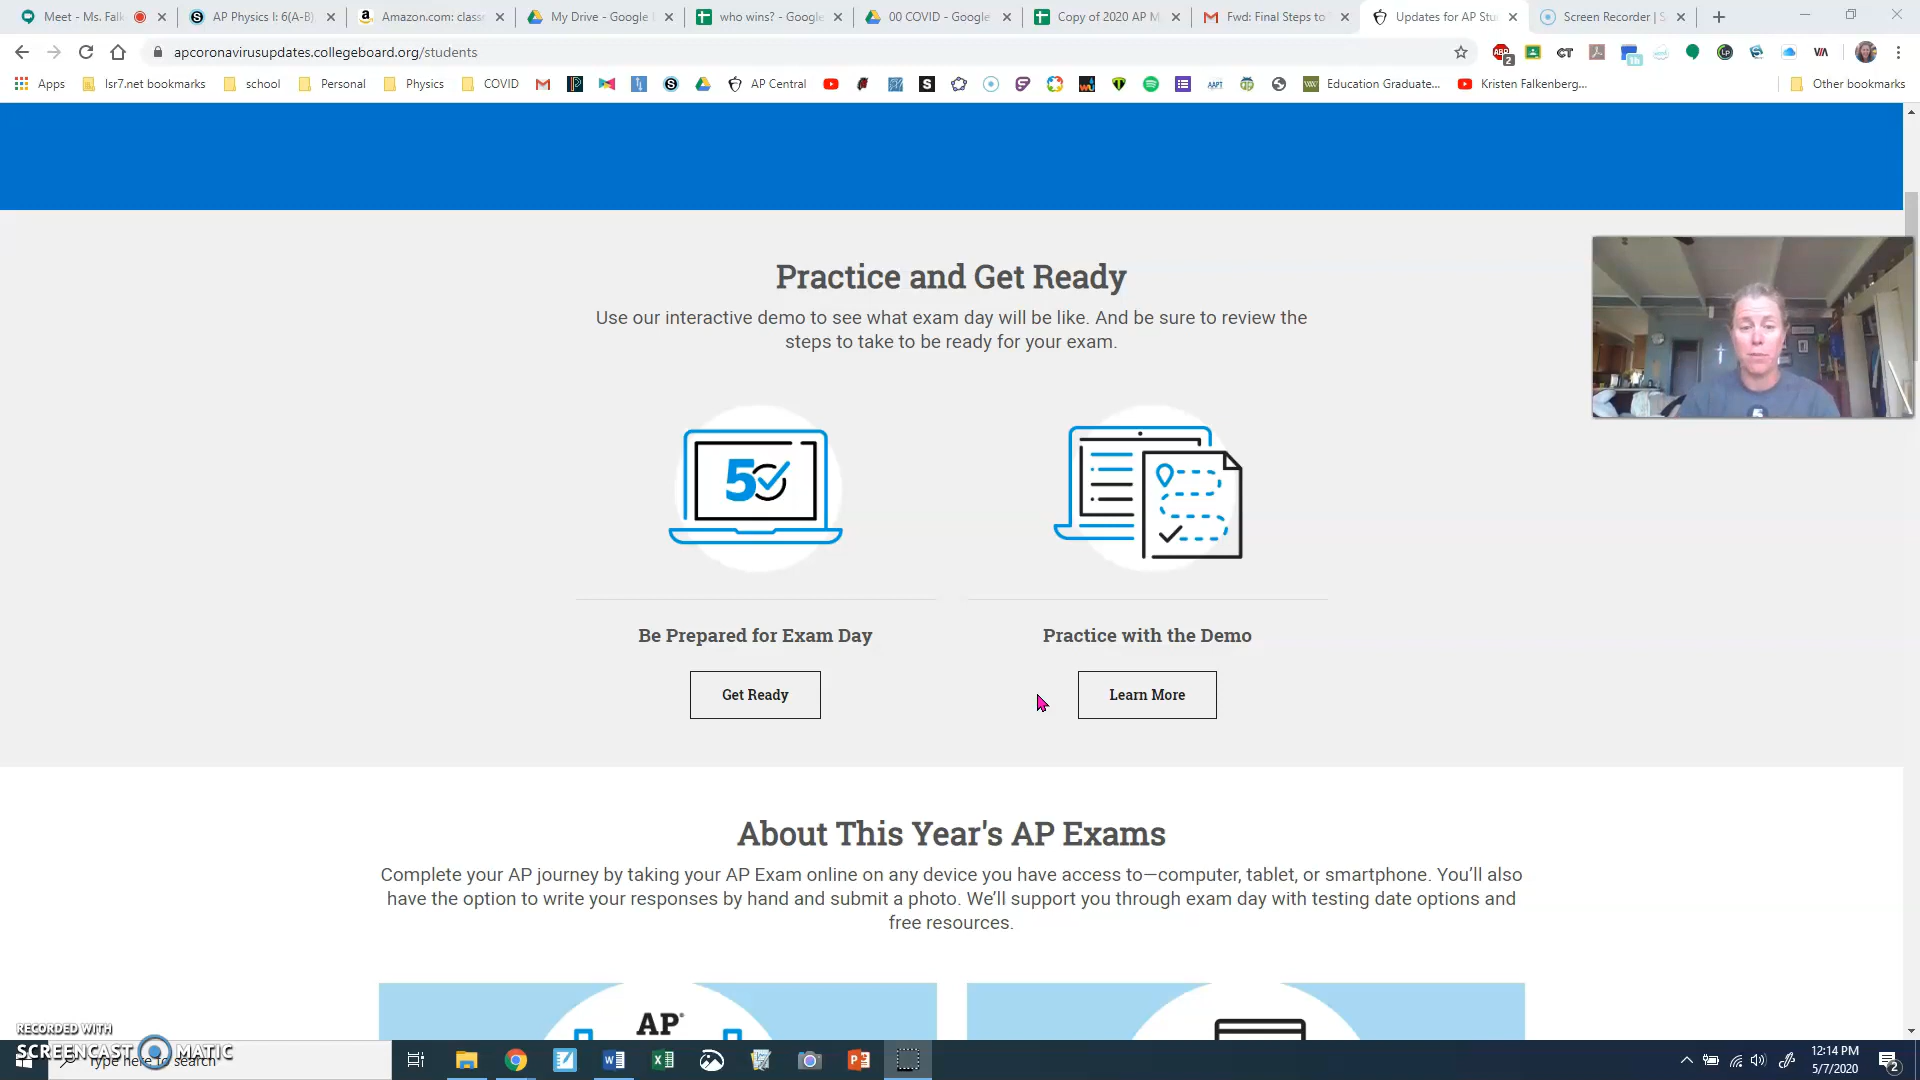 Meet - Ms. Falk
AP Physics I: 6(A-B)
Amazon.com: classr
My Drive - Google
who wins? - Google
00 COVID - Google
Copy of 2020 AP M
Fwd: Final Steps to
Updates for AP Stu
Screen Recorder | S
apcoronavirusupdates.collegeboard.org/students
Apps
lsr7.net bookmarks
school
Personal
Physics
COVID
AP Central
Education Graduate...
Kristen Falkenberg...
Other bookmarks
Practice and Get Ready
Use our interactive demo to see what exam day will be like. And be sure to review the
steps to take to be ready for your exam.
5
Be Prepared for Exam Day
Practice with the Demo
Get Ready
Learn More
About This Year's AP Exams
Complete your AP journey by taking your AP Exam online on any device you have access to—computer, tablet, or smartphone. You'll also
have the option to write your responses by hand and submit a photo. We'll support you through exam day with testing date options and
free resources.
AP®
RECORDED WITH
SCREENCAST MATIC
Type here to search
12:14 PM
5/7/2020
2